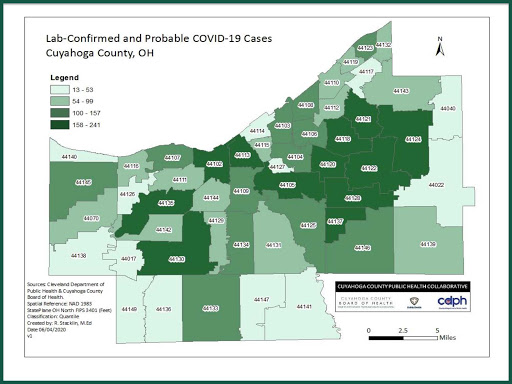 Lab-Confirmed and Probable COVID-19 Cases
Cuyahoga County, OH
N
Legend
13 - 53
54 - 99
100 - 157
158 - 241
44123
44132
44119
44117
44110
44143
44108
44112
44040
44114
44103
44121
44106
44118
44124
44115
44113
44140
44107
44102
44127
44104
44116
44120
44122
44145
44111
44105
44022
44126
44109
44135
44144
44128
44070
44129
44137
44125
44142
44134
44131
44146
44139
44138
44017
44130
44149
44136
44133
44147
44141
Sources: Cleveland Department of
Public Health & Cuyahoga County
Board of Health.
Spatial Reference: NAD 1983
StatePlane OH North FIPS 3401 (Feet)
Classification: Quantile
Created by: R. Stacklin, M.Ed
Date 06/04/2020
v1
CUYAHOGA COUNTY PUBLIC HEALTH COLLABORATIVE
CUYAHOGA COUNTY
BOARD OF HEALTH
cdph
0 2.5 5
Miles